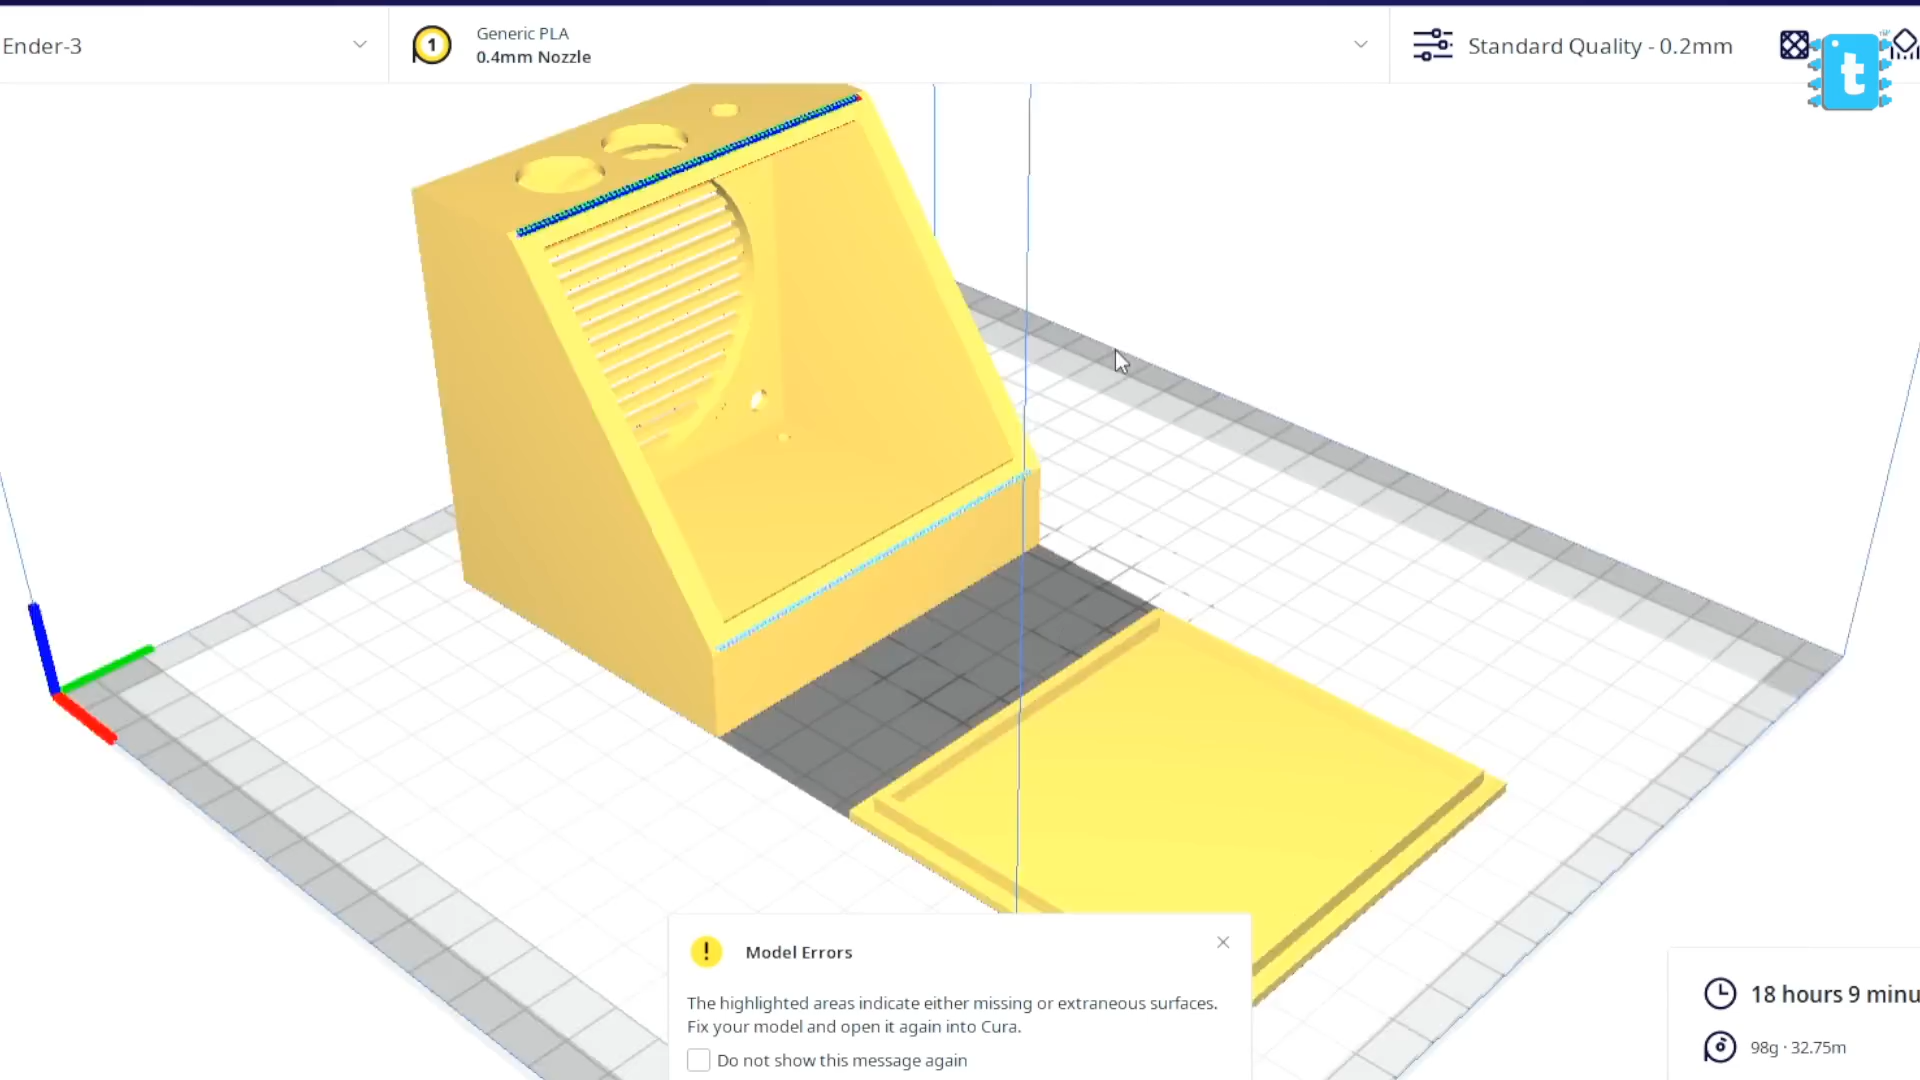 Ender-3
1
Generic PLA
0.4mm Nozzle
Standard Quality - 0.2mm
t
!
Model Errors
The highlighted areas indicate either missing or extraneous surfaces.
Fix your model and open it again into Cura.
Do not show this message again
18 hours 9 minu
98g · 32.75m